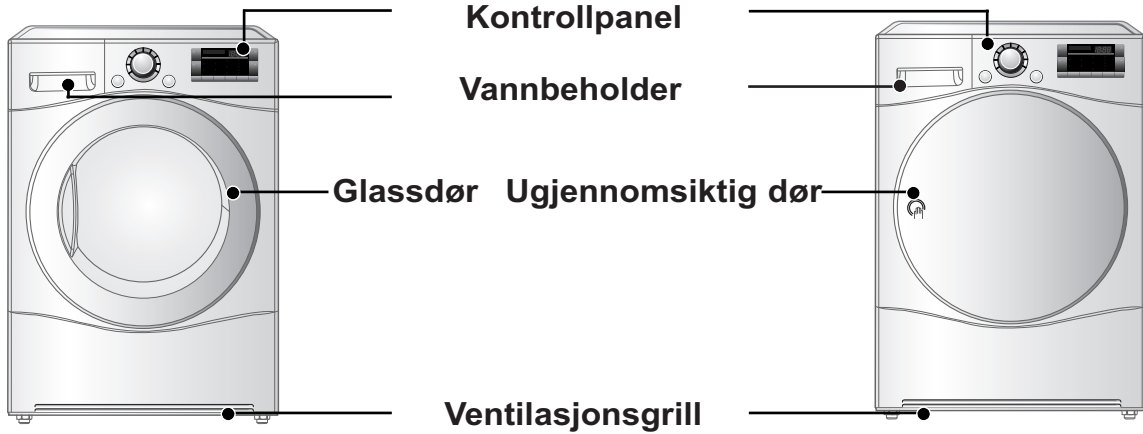 Kontrollpanel
Vannbeholder
Glassdør
Ugjennomsiktig dør
Ventilasjonsgrill